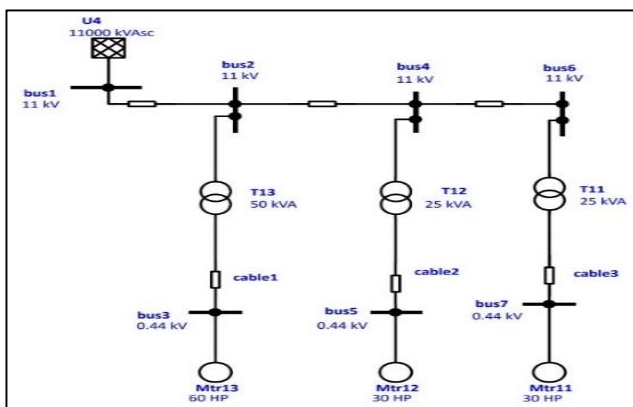 U4
11000 kVAsc
bus1
11 kV
bus2
11 kV
bus4
11 kV
bus6
11 kV
T13
50 kVA
T12
25 kVA
T11
25 kVA
cable1
cable2
cable3
bus3
0.44 kV
bus5
0.44 kV
bus7
0.44 kV
Mtr13
60 HP
Mtr12
30 HP
Mtr11
30 HP